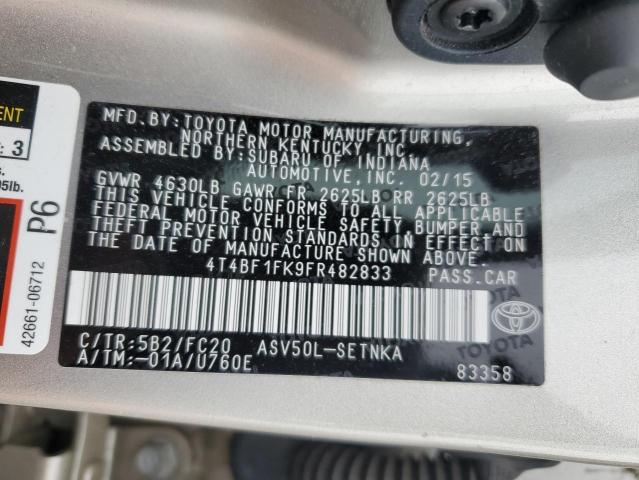 MFD.BY:TOYOTA MOTOR MANUFACTURING,
NORTHERN KENTUCKY,INC.
ASSEMBLED BY:SUBARU OF INDIANA
AUTOMOTIVE,INC. 02/15
GVWR 4630LB GAWR FR 2625LB RR 2625LB
THIS VEHICLE CONFORMS TO ALL APPLICABLE
FEDERAL MOTOR VEHICLE SAFETY,BUMPER AND
THEFT PREVENTION STANDARDS IN EFFECT ON
THE DATE OF MANUFACTURE SHOWN ABOVE.
4T4BF1FK9FR482833 PASS.CAR
C/TR:5B2/FC20 ASV50L-SETNKA
A/TM:-01A/U760E
83358
TOYOTA
3
P6
42661-06712